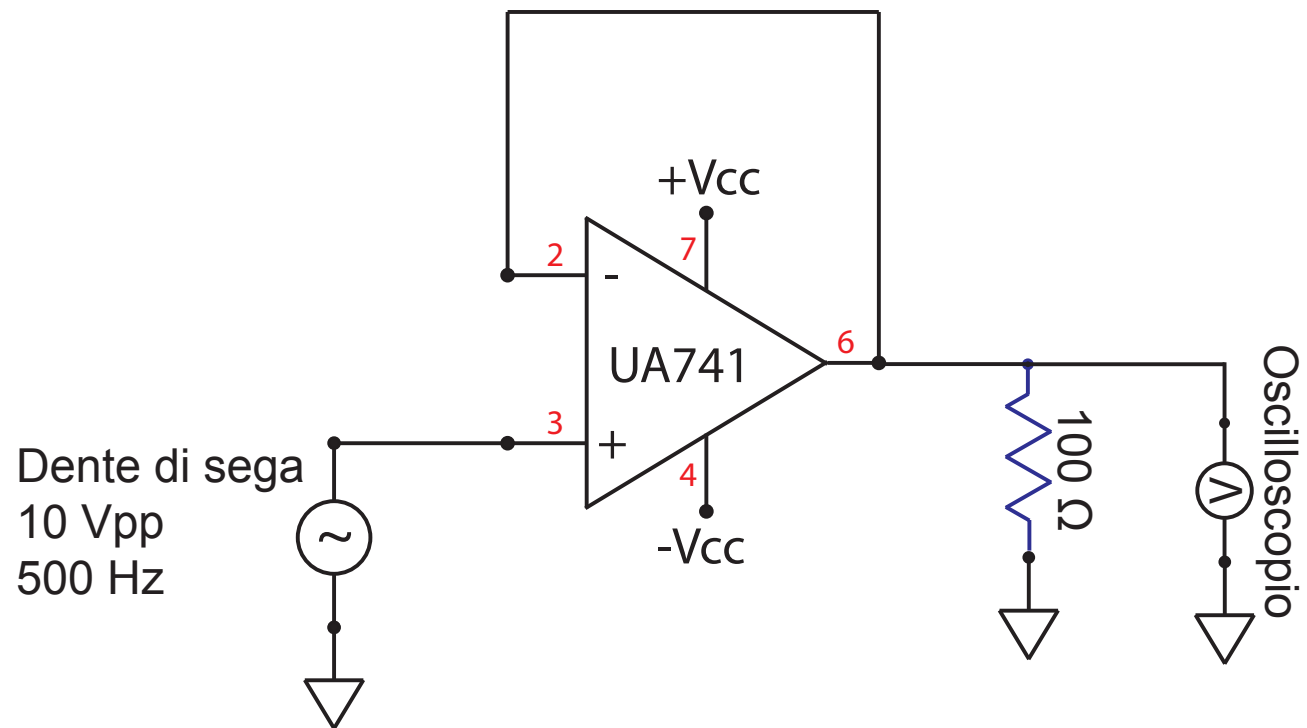 +Vcc
2
7
-
UA741
6
3
+
4
-Vcc
Dente di sega
10 Vpp
500 Hz
~
100 Ω
V
Oscilloscopio